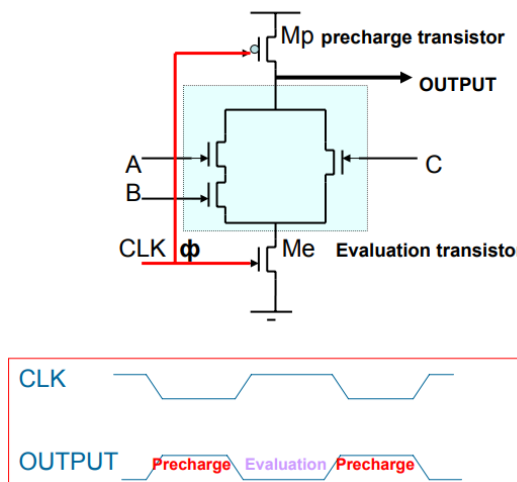 Mp precharge transistor
OUTPUT
A
B
C
CLK ф Me Evaluation transisto
CLK
OUTPUT Precharge Evaluation Precharge